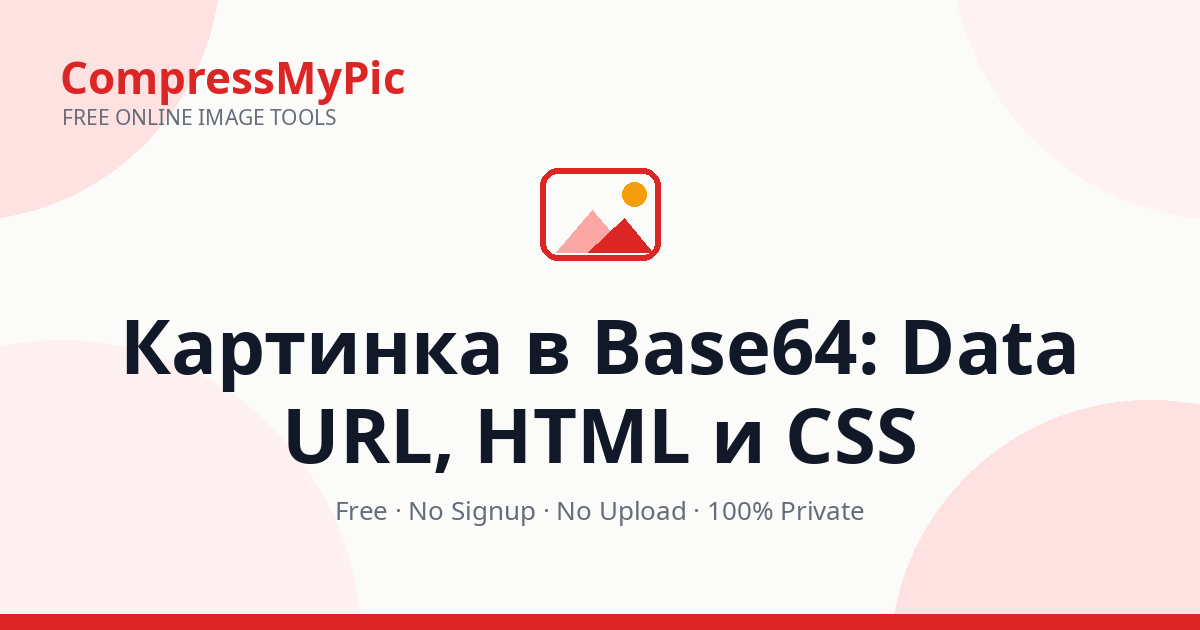 CompressMyPic
FREE ONLINE IMAGE TOOLS
Картинка в Base64: Data
URL, HTML и CSS
Free · No Signup · No Upload · 100% Private